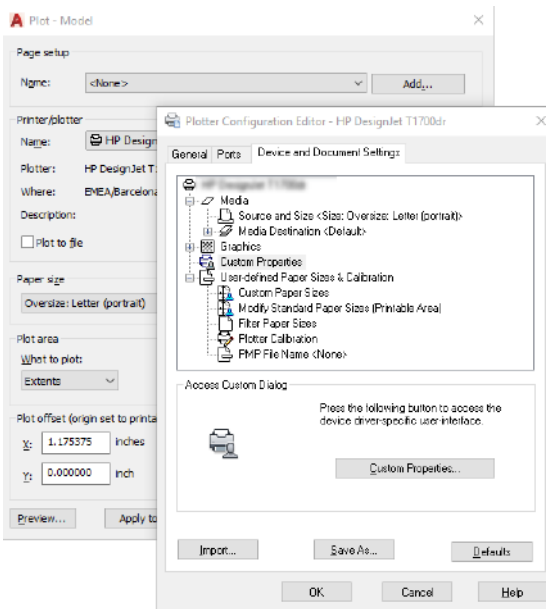 Plot - Model
Page setup
Name:
<None>
Add...
Printer/plotter
Name:
HP Design
Plotter:
HP DesignJet T
Where:
EMEA/Barcelona
Description:
Plot to file
Paper size
Oversize: Letter (portrait)
Plot area
What to plot:
Extents
Plot offset (origin set to printa
X:
1.175375
inches
Y:
0.000000
inch
Preview...
Apply to
Plotter Configuration Editor - HP DesignJet T1700dr
General
Ports
Device and Document Settings
Media
Source and Size <Size: Oversize: Letter (portrait)>
Media Destination <Default>
Graphics
Custom Properties
User-defined Paper Sizes & Calibration
Custom Paper Sizes
Modify Standard Paper Sizes (Printable Area)
Filter Paper Sizes
Plotter Calibration
PMP File Name <None>
Access Custom Dialog
Press the following button to access the
device driver-specific user-interface.
Custom Properties...
Import...
Save As...
Defaults
OK
Cancel
Help